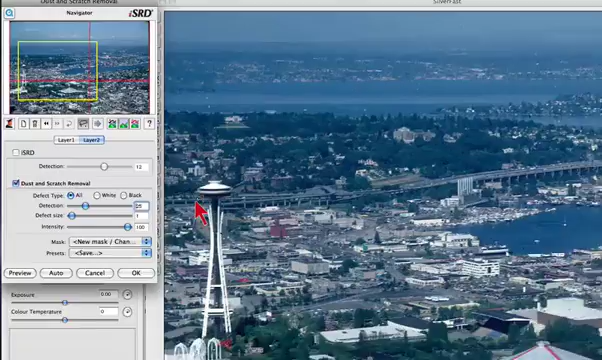 Dust and Scratch Removal
SilverFast
Navigator
iSRD
?
Layer1 Layer2
iSRD
Detection: 12
Dust and Scratch Removal
Defect Type: All White Black
Detection:
Defect size: 1
Intensity: 100
Mask: <New mask / Chan...
Presets: <Save...>
Preview Auto Cancel OK
Exposure 0.00
Colour Temperature 0